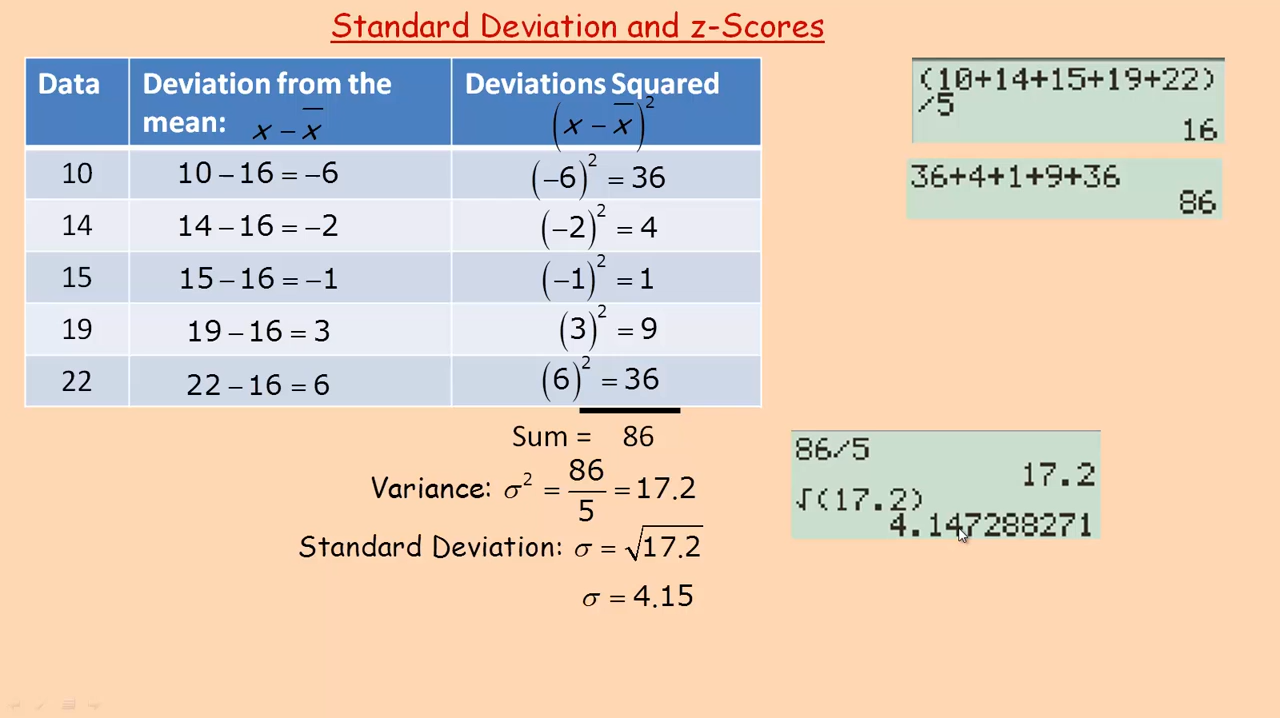 Standard Deviation and z-Scores
Data Deviation from the mean: x – x̅ Deviations Squared (x – x̅)²
10 10 – 16 = –6 (–6)² = 36
14 14 – 16 = –2 (–2)² = 4
15 15 – 16 = –1 (–1)² = 1
19 19 – 16 = 3 (3)² = 9
22 22 – 16 = 6 (6)² = 36
Sum = 86
Variance: σ² = 86/5 = 17.2
Standard Deviation: σ = √17.2
σ = 4.15
(10+14+15+19+22)
/5
16
36+4+1+9+36
86
86/5
17.2
√(17.2)
4.147288271